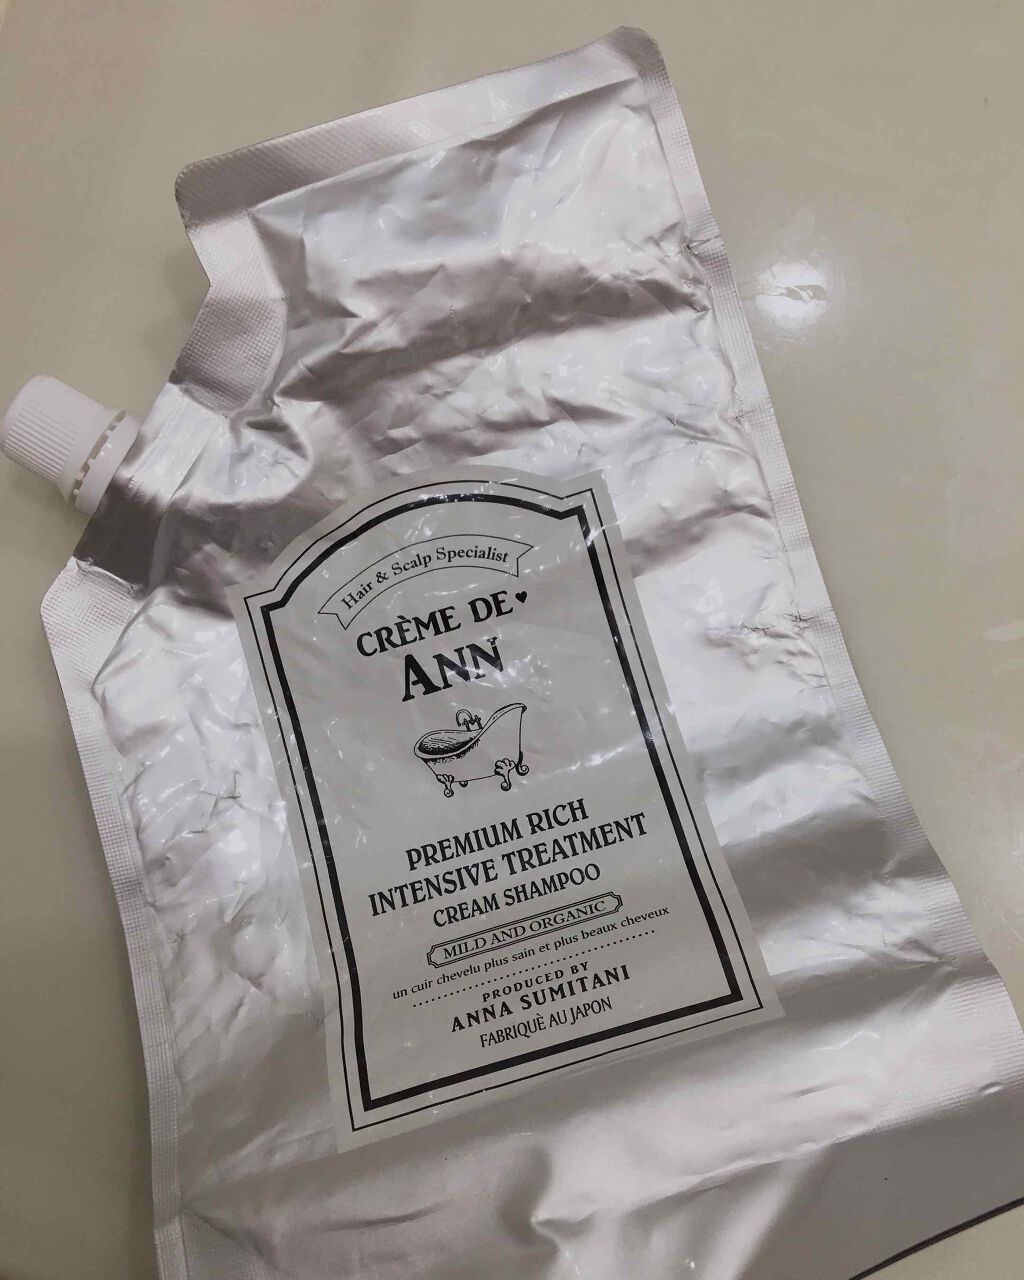 Hair & Scalp Specialist
CRÈME DE♥
ANN
PREMIUM RICH
INTENSIVE TREATMENT
CREAM SHAMPOO
MILD AND ORGANIC
un cuir chevelu plus sain et plus beaux cheveux
PRODUCED BY
ANNA SUMITANI
FABRIQUÈ AU JAPON